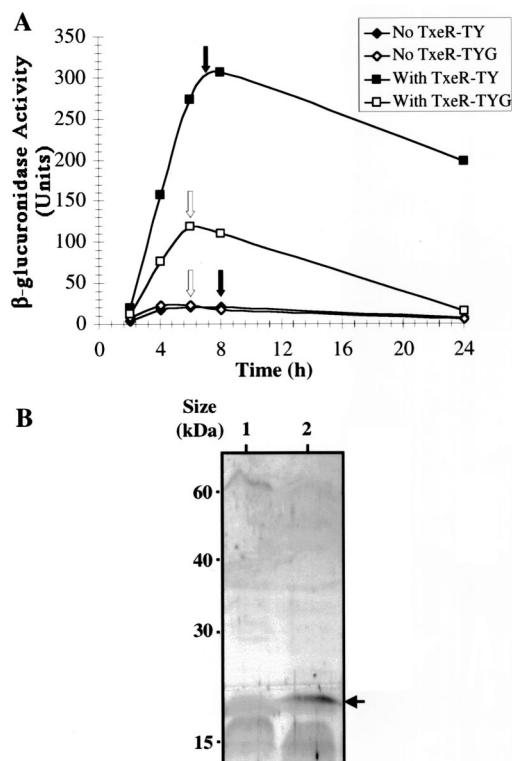 A
350
300
250
200
150
100
50
0
β-glucuronidase Activity
(Units)
0 4 8 12 16 20 24
Time (h)
No TxeR-TY
No TxeR-TYG
With TxeR-TY
With TxeR-TYG
B
Size
(kDa) 1 2
60
40
30
15